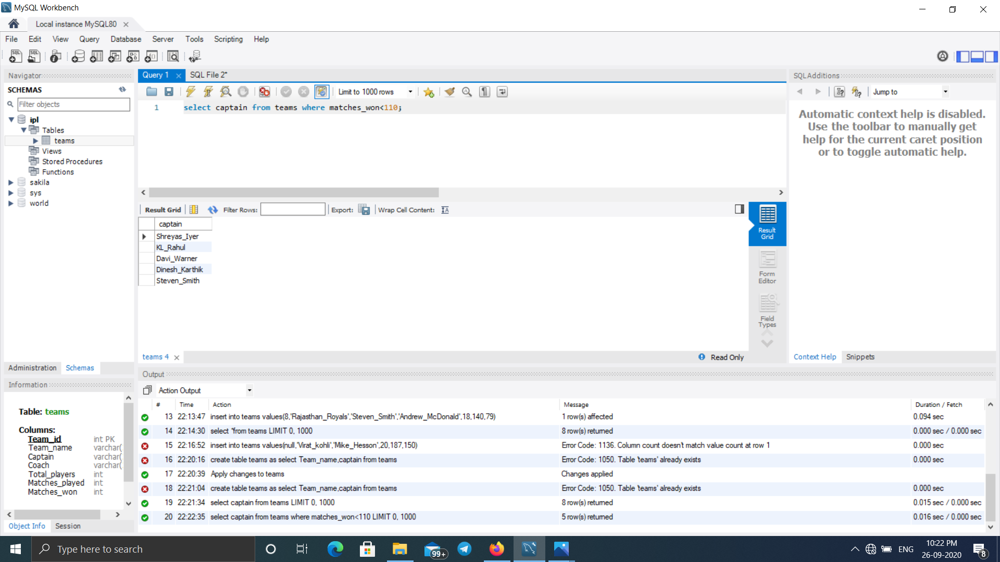 MySQL Workbench
Local instance MySQL80
File Edit View Query Database Server Tools Scripting Help
Navigator
SCHEMAS
Filter objects
ipl
Tables
teams
Views
Stored Procedures
Functions
sakila
sys
world
Administration Schemas
Information
Table: teams
Columns:
Team_id int PK
Team_name varchar(
Captain varchar(
Coach varchar(
Total_players int
Matches_played int
Matches_won int
Object Info Session
Query 1 SQL File 2*
Limit to 1000 rows
1 select captain from teams where matches_won<110;
Result Grid Filter Rows: Export: Wrap Cell Content:
captain
Shreyas_Iyer
KL_Rahul
Davi_Warner
Dinesh_Karthik
Steven_Smith
Result
Grid
Form
Editor
Field
Types
teams 4
Read Only
SQLAdditions
Jump to
Automatic context help is disabled.
Use the toolbar to manually get
help for the current caret position
or to toggle automatic help.
Context Help Snippets
Output
Action Output
# Time Action Message Duration / Fetch
13 22:13:47 insert into teams values(8,'Rajasthan_Royals','Steven_Smith','Andrew_McDonald',18,140,79) 1 row(s) affected 0.094 sec
14 22:14:30 select *from teams LIMIT 0, 1000 8 row(s) returned 0.000 sec / 0.000 sec
15 22:16:52 insert into teams values(null,'Virat_kohli','Mike_Hesson',20,187,150) Error Code: 1136. Column count doesn't match value count at row 1 0.000 sec
16 22:20:16 create table teams as select Team_name,captain from teams Error Code: 1050. Table 'teams' already exists 0.000 sec
17 22:20:39 Apply changes to teams Changes applied
18 22:21:04 create table teams as select Team_name,captain from teams Error Code: 1050. Table 'teams' already exists 0.000 sec
19 22:21:34 select captain from teams LIMIT 0, 1000 8 row(s) returned 0.015 sec / 0.000 sec
20 22:22:35 select captain from teams where matches_won<110 LIMIT 0, 1000 5 row(s) returned 0.016 sec / 0.000 sec
Type here to search
99+
ENG
10:22 PM
26-09-2020
8